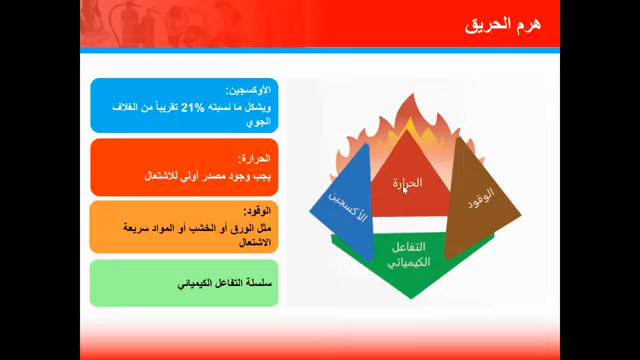 هرم الحريق
الأوكسجين:
ويشكل ما نسبته 21% تقريباً من الغلاف
الجوي
الحرارة:
يجب وجود مصدر أولي للاشتعال
الوقود:
مثل الورق أو الخشب أو المواد سريعة
الاشتعال
سلسلة التفاعل الكيميائي
الحرارة
الوقود
الأكسجين
التفاعل
الكيميائي